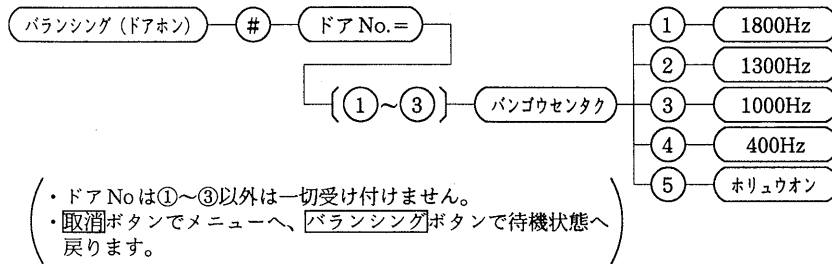 バランシング(ドアホン) # ドア No.=
〔①～③〕 バンゴウセンタク
① 1800Hz
② 1300Hz
③ 1000Hz
④ 400Hz
⑤ ホリュウオン
・ドア Noは①～③以外は一切受け付けません。
・取消ボタンでメニューへ、バランシングボタンで待機状態へ
戻ります。